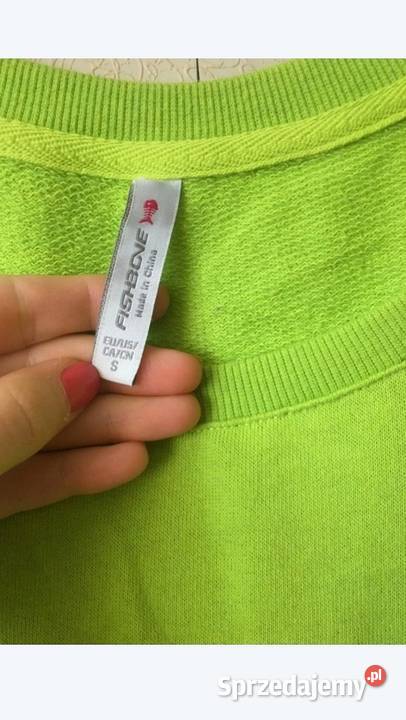 FISHBONE
Made in China
EU/US/
CA/CN
S
Sprzedajemy.pl